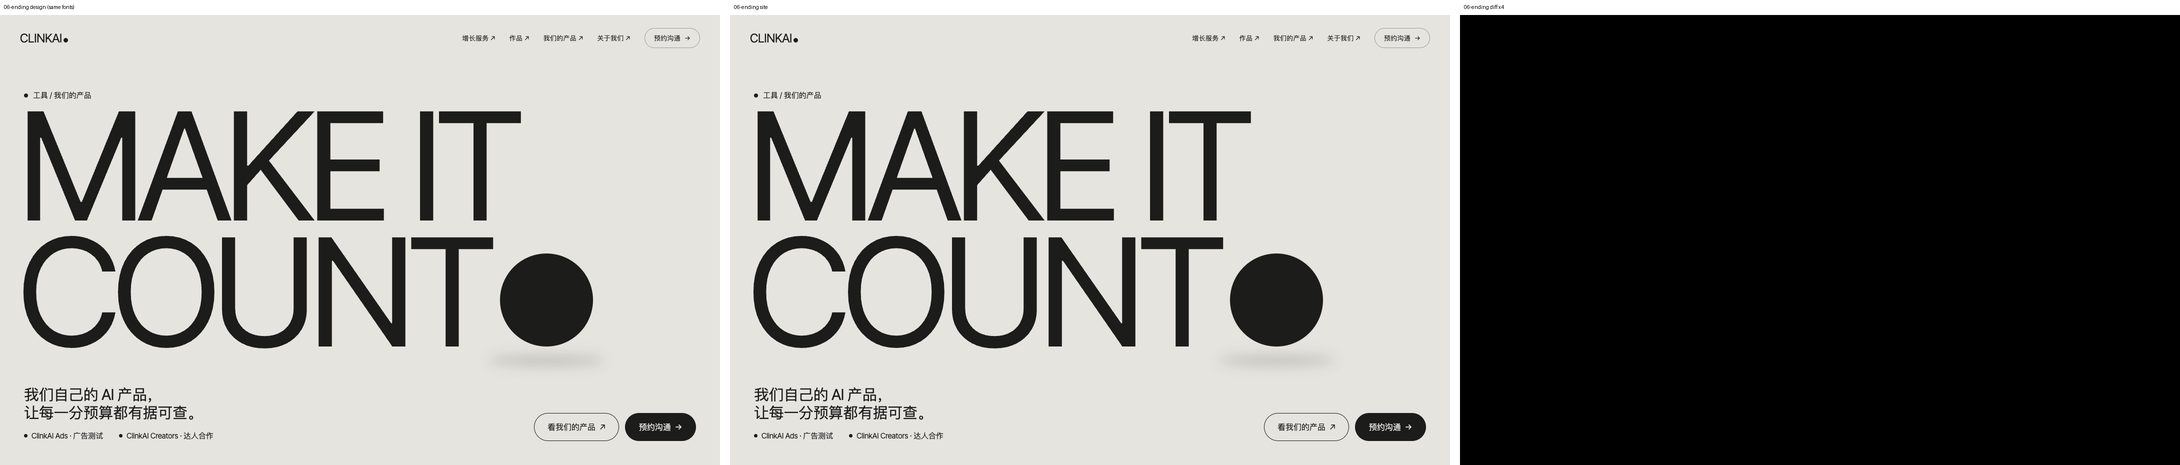 06-ending design (same fonts)
CLINKAI
增长服务 ↗ 作品 ↗ 我们的产品 ↗ 关于我们 ↗ 预约沟通 →
工具 / 我们的产品
MAKE IT
COUNT
我们自己的 AI 产品，
让每一分预算都有据可查。
ClinkAI Ads · 广告测试 ClinkAI Creators · 达人合作
看我们的产品 ↗ 预约沟通 →
06-ending site
CLINKAI
增长服务 ↗ 作品 ↗ 我们的产品 ↗ 关于我们 ↗ 预约沟通 →
工具 / 我们的产品
MAKE IT
COUNT
我们自己的 AI 产品，
让每一分预算都有据可查。
ClinkAI Ads · 广告测试 ClinkAI Creators · 达人合作
看我们的产品 ↗ 预约沟通 →
06-ending diff x4